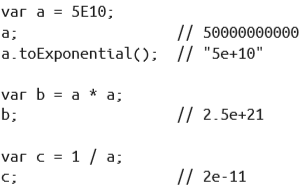 var a = 5E10;
a;                  // 50000000000
a.toExponential();  // "5e+10"

var b = a * a;
b;                  // 2.5e+21

var c = 1 / a;
c;                  // 2e-11